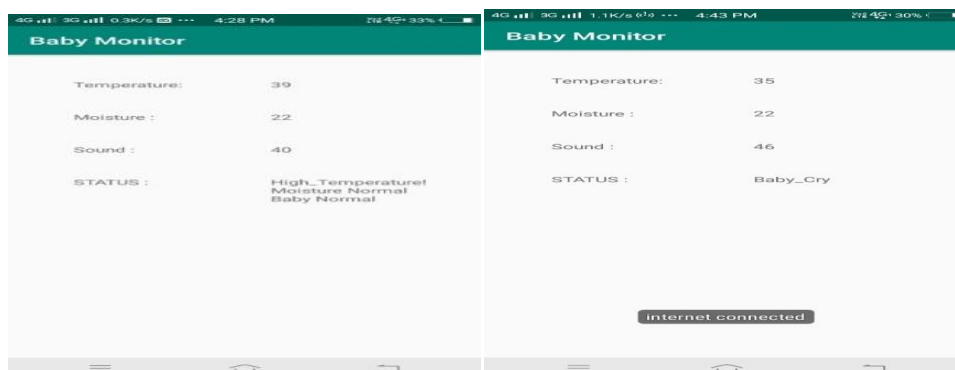 4G 3G 0.3K/s ··· 4:28 PM 4G 33%
Baby Monitor
Temperature: 39
Moisture : 22
Sound : 40
STATUS : High_Temperature!
Moisture Normal
Baby Normal
4G 3G 1.1K/s ··· 4:43 PM 4G 30%
Baby Monitor
Temperature: 35
Moisture : 22
Sound : 46
STATUS : Baby_Cry
internet connected